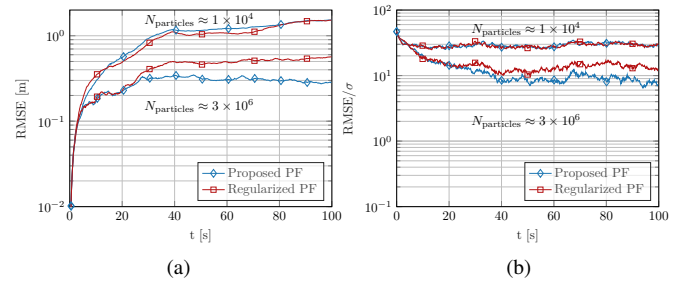 N_particles ≈ 1 × 10^4
10^0
10^−1
10^−2
RMSE [m]
N_particles ≈ 3 × 10^6
Proposed PF
Regularized PF
0 20 40 60 80 100
t [s]
(a)
10^2
10^1
10^0
10^−1
RMSE/σ
N_particles ≈ 1 × 10^4
N_particles ≈ 3 × 10^6
Proposed PF
Regularized PF
0 20 40 60 80 100
t [s]
(b)